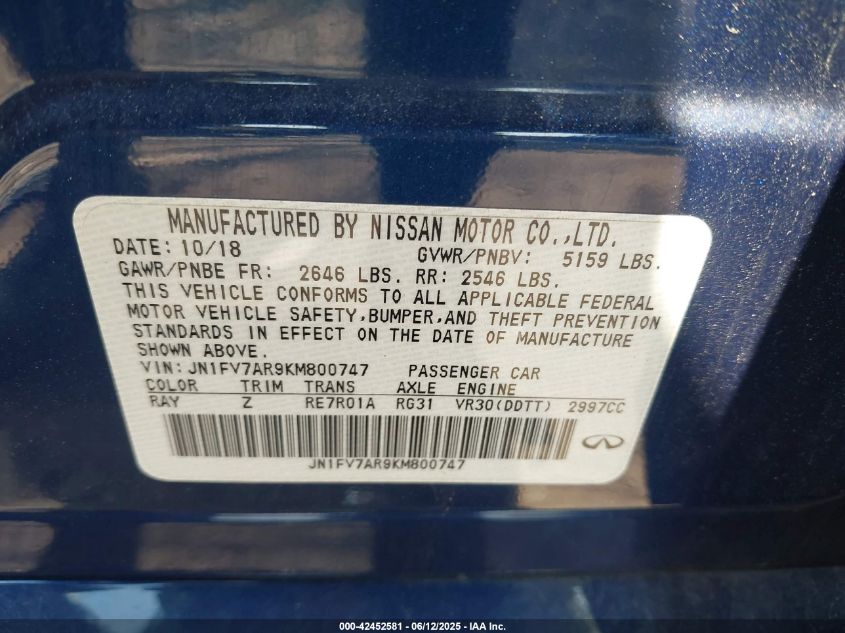 MANUFACTURED BY NISSAN MOTOR CO.,LTD.
DATE: 10/18 GVWR/PNBV: 5159 LBS.
GAWR/PNBE FR: 2646 LBS. RR: 2546 LBS.
THIS VEHICLE CONFORMS TO ALL APPLICABLE FEDERAL
MOTOR VEHICLE SAFETY,BUMPER,AND THEFT PREVENTION
STANDARDS IN EFFECT ON THE DATE OF MANUFACTURE
SHOWN ABOVE.
VIN: JN1FV7AR9KM800747 PASSENGER CAR
COLOR TRIM TRANS AXLE ENGINE
RAY Z RE7R01A RG31 VR30(DDTT) 2997CC
JN1FV7AR9KM800747
000-42452581 - 06/12/2025 - IAA Inc.